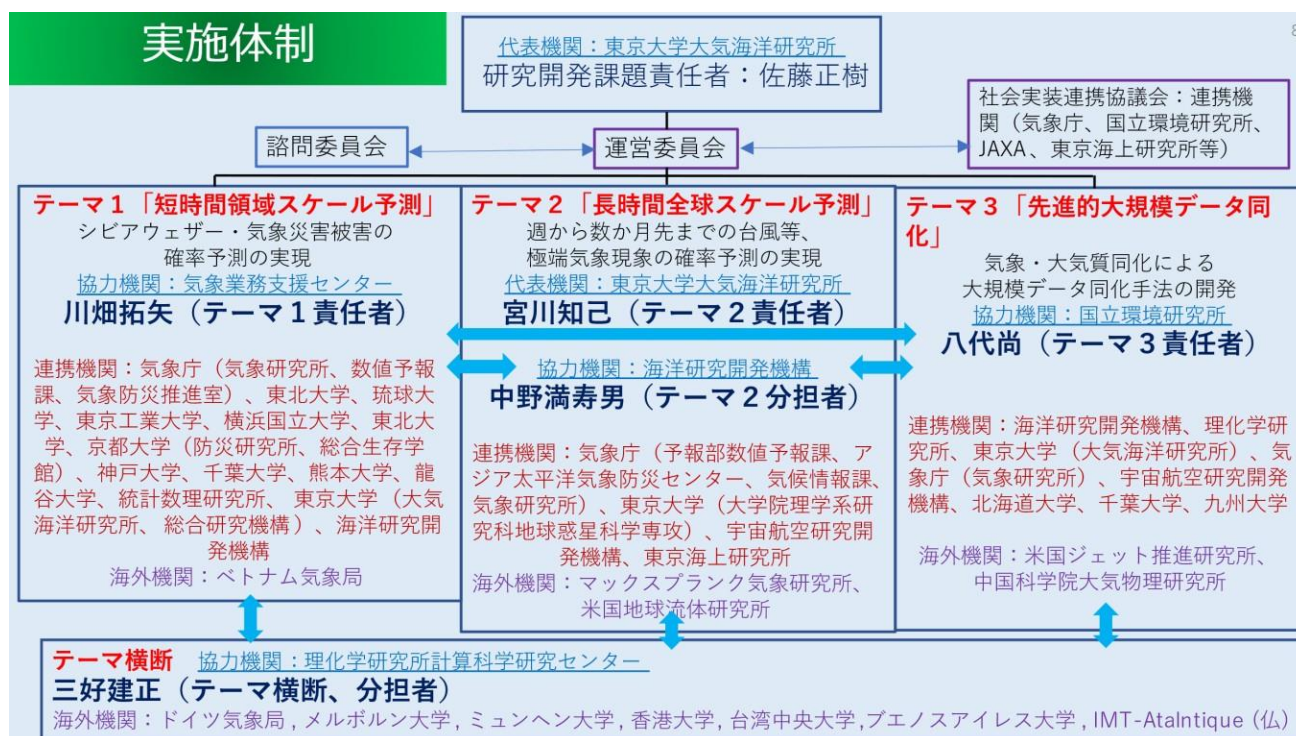 実施体制
8
代表機関：東京大学大気海洋研究所
研究開発課題責任者：佐藤正樹
諮問委員会
運営委員会
社会実装連携協議会：連携機
関（気象庁、国立環境研究所、
JAXA、東京海上研究所等）
テーマ１「短時間領域スケール予測」
シビアウェザー・気象災害被害の
確率予測の実現
協力機関：気象業務支援センター
川畑拓矢（テーマ１責任者）
連携機関：気象庁（気象研究所、数値予報
課、気象防災推進室）、東北大学、琉球大
学、東京工業大学、横浜国立大学、東北大
学、京都大学（防災研究所、総合生存学
館）、神戸大学、千葉大学、熊本大学、龍
谷大学、統計数理研究所、東京大学（大気
海洋研究所、総合研究機構）、海洋研究開
発機構
海外機関：ベトナム気象局
テーマ２「長時間全球スケール予測」
週から数か月先までの台風等、
極端気象現象の確率予測の実現
代表機関：東京大学大気海洋研究所
宮川知己（テーマ２責任者）
協力機関：海洋研究開発機構
中野満寿男（テーマ２分担者）
連携機関：気象庁（予報部数値予報課、ア
ジア太平洋気象防災センター、気候情報課、
気象研究所）、東京大学（大学院理学系研
究科地球惑星科学専攻）、宇宙航空研究開
発機構、東京海上研究所
海外機関：マックスプランク気象研究所、
米国地球流体研究所
テーマ３「先進的大規模データ同
化」
気象・大気質同化による
大規模データ同化手法の開発
協力機関：国立環境研究所
八代尚（テーマ３責任者）
連携機関：海洋研究開発機構、理化学研
究所、東京大学（大気海洋研究所）、気
象庁（気象研究所）、宇宙航空研究開発
機構、北海道大学、千葉大学、九州大学
海外機関：米国ジェット推進研究所、
中国科学院大気物理研究所
テーマ横断 協力機関：理化学研究所計算科学研究センター
三好建正（テーマ横断、分担者）
海外機関：ドイツ気象局 , メルボルン大学 , ミュンヘン大学 , 香港大学 , 台湾中央大学 ,ブエノスアイレス大学 , IMT-Atalntique (仏)